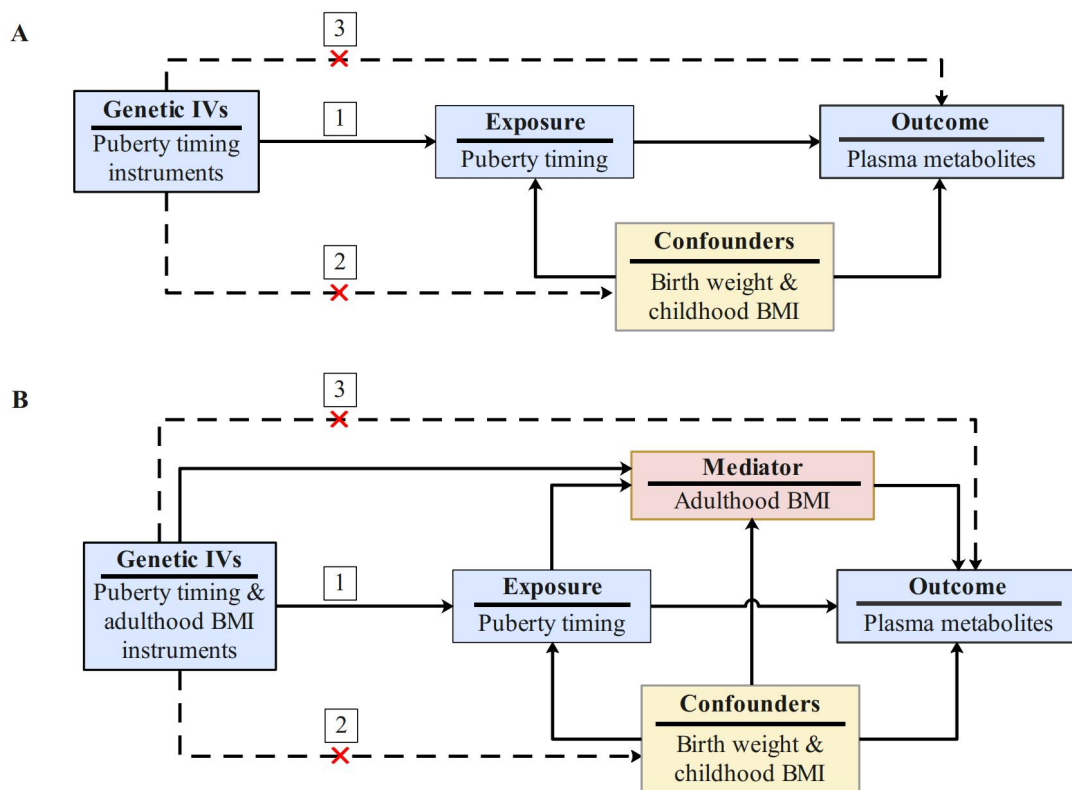 A
3
Genetic IVs
Puberty timing
instruments
1
Exposure
Puberty timing
Outcome
Plasma metabolites
2
Confounders
Birth weight &
childhood BMI
B
3
Mediator
Adulthood BMI
Genetic IVs
Puberty timing &
adulthood BMI
instruments
1
Exposure
Puberty timing
Outcome
Plasma metabolites
2
Confounders
Birth weight &
childhood BMI